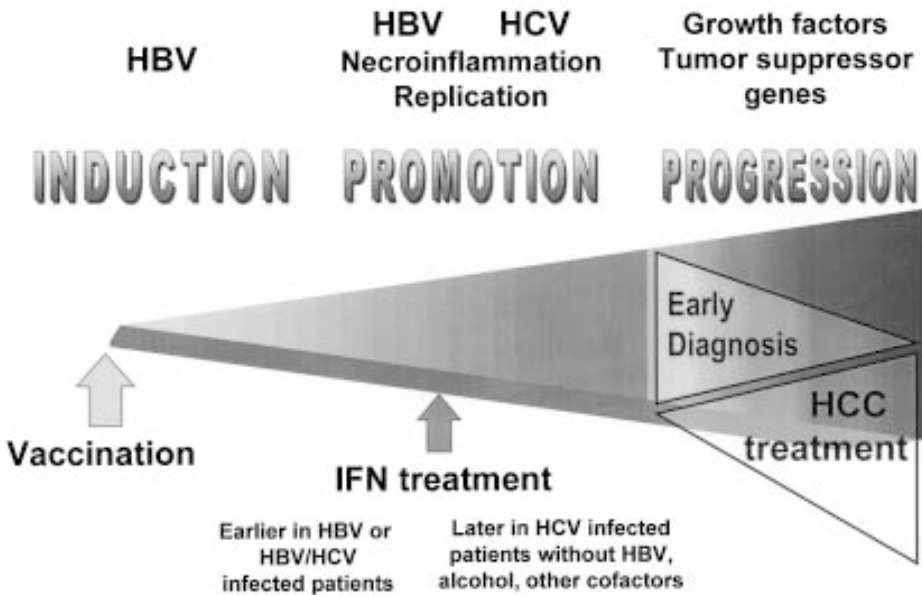 HBV
HBV HCV
Necroinflammation
Replication
Growth factors
Tumor suppressor
genes
INDUCTION
PROMOTION
PROGRESSION
Early
Diagnosis
HCC
treatment
Vaccination
IFN treatment
Earlier in HBV or
HBV/HCV
infected patients
Later in HCV infected
patients without HBV,
alcohol, other cofactors